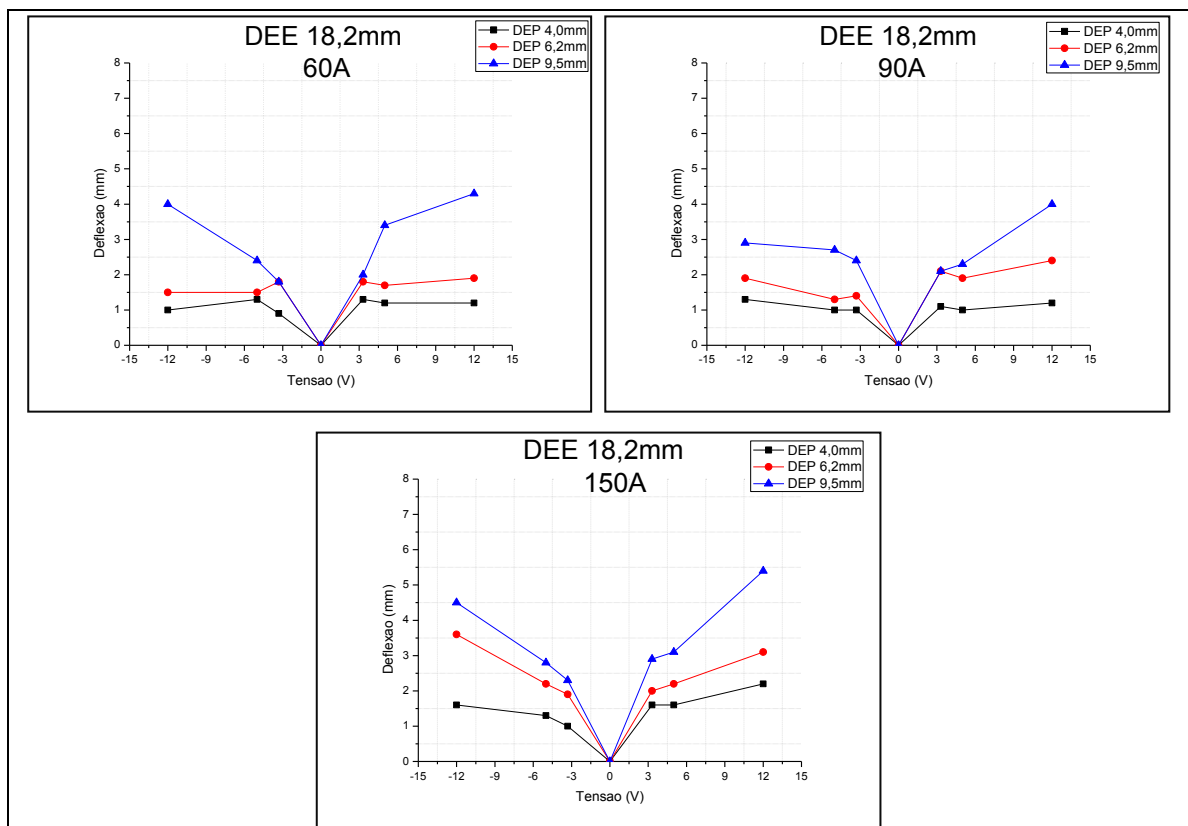 DEE 18,2mm
60A
DEP 4,0mm
DEP 6,2mm
DEP 9,5mm
8
7
6
5
4
3
2
1
0
Deflexao (mm)
-15 -12 -9 -6 -3 0 3 6 9 12 15
Tensao (V)
DEE 18,2mm
90A
DEP 4,0mm
DEP 6,2mm
DEP 9,5mm
8
7
6
5
4
3
2
1
0
Deflexao (mm)
-15 -12 -9 -6 -3 0 3 6 9 12 15
Tensao (V)
DEE 18,2mm
150A
DEP 4,0mm
DEP 6,2mm
DEP 9,5mm
8
7
6
5
4
3
2
1
0
Deflexao (mm)
-15 -12 -9 -6 -3 0 3 6 9 12 15
Tensao (V)